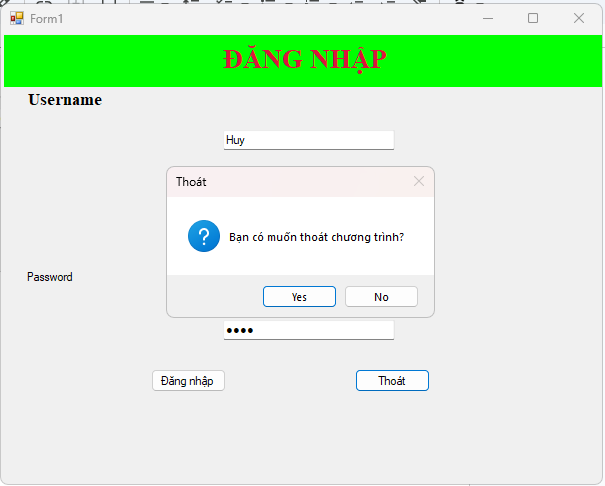 Form1
ĐĂNG NHẬP
Username
Huy
Thoát
Bạn có muốn thoát chương trình?
Yes No
Password
••••
Đăng nhập Thoát